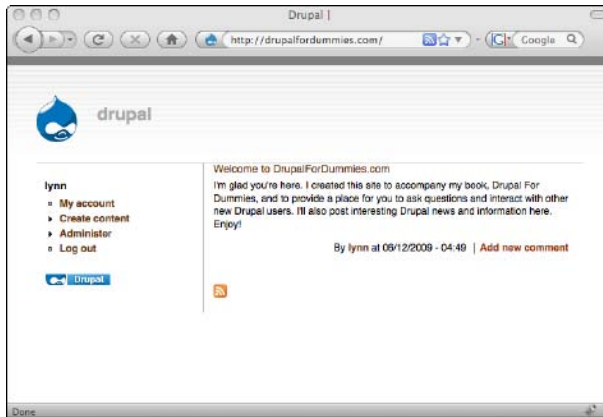 Drupal |
http://drupalfordummies.com/
Google
drupal
lynn
My account
Create content
Administer
Log out
Drupal
Welcome to DrupalForDummies.com
I'm glad you're here. I created this site to accompany my book, Drupal For
Dummies, and to provide a place for you to ask questions and interact with other
new Drupal users. I'll also post interesting Drupal news and information here.
Enjoy!
By lynn at 06/12/2009 - 04:49 | Add new comment
Done